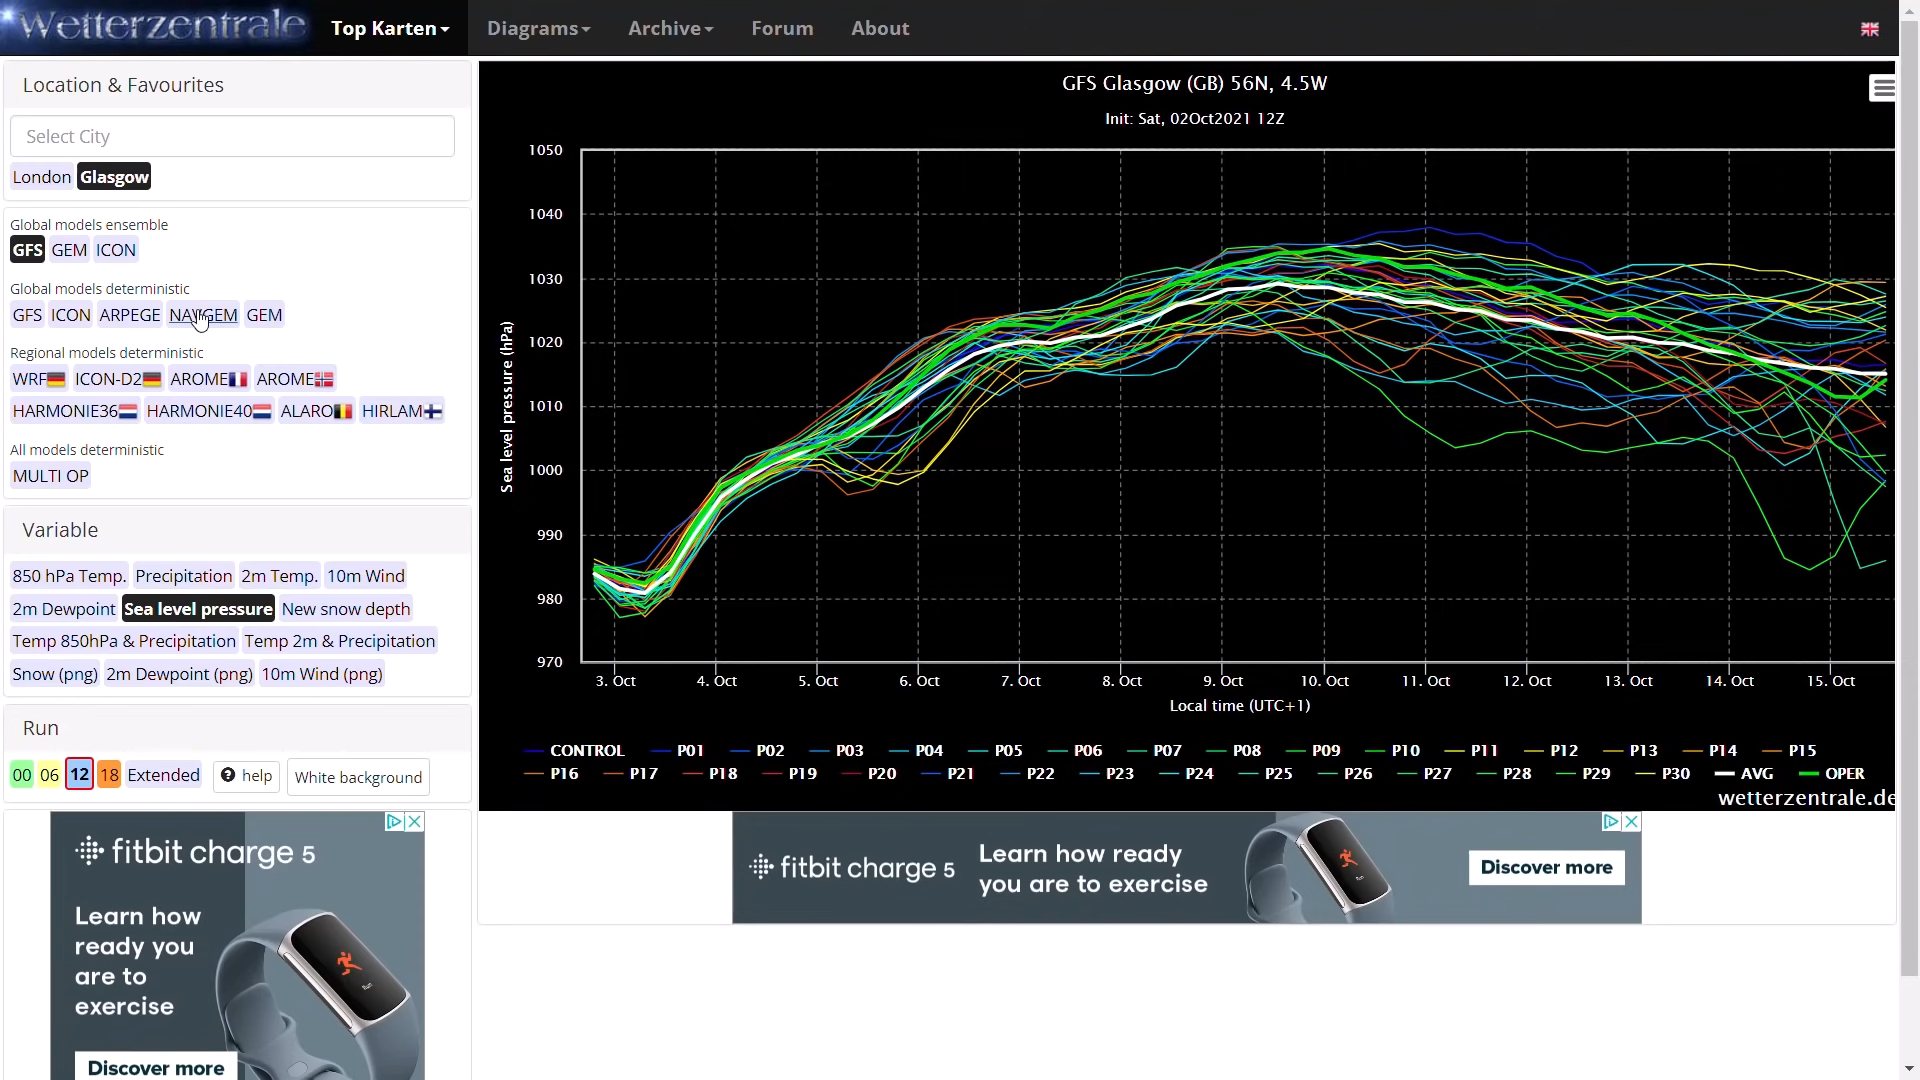 Wetterzentrale Top Karten Diagrams Archive Forum About
Location & Favourites
Select City
London Glasgow
Global models ensemble
GFS GEM ICON
Global models deterministic
GFS ICON ARPEGE NAVGEM GEM
Regional models deterministic
WRF ICON-D2 AROME AROME
HARMONIE36 HARMONIE40 ALARO HIRLAM
All models deterministic
MULTI OP
Variable
850 hPa Temp. Precipitation 2m Temp. 10m Wind
2m Dewpoint Sea level pressure New snow depth
Temp 850hPa & Precipitation Temp 2m & Precipitation
Snow (png) 2m Dewpoint (png) 10m Wind (png)
Run
00 06 12 18 Extended help White background
fitbit charge 5
Learn how
ready you
are to
exercise
Run
Discover more
GFS Glasgow (GB) 56N, 4.5W
Init: Sat, 02Oct2021 12Z
Sea level pressure (hPa)
1050
1040
1030
1020
1010
1000
990
980
970
3. Oct 4. Oct 5. Oct 6. Oct 7. Oct 8. Oct 9. Oct 10. Oct 11. Oct 12. Oct 13. Oct 14. Oct 15. Oct
Local time (UTC+1)
CONTROL P01 P02 P03 P04 P05 P06 P07 P08 P09 P10 P11 P12 P13 P14 P15
P16 P17 P18 P19 P20 P21 P22 P23 P24 P25 P26 P27 P28 P29 P30 AVG OPER
wetterzentrale.de
fitbit charge 5
Learn how ready
you are to exercise
Run
Discover more